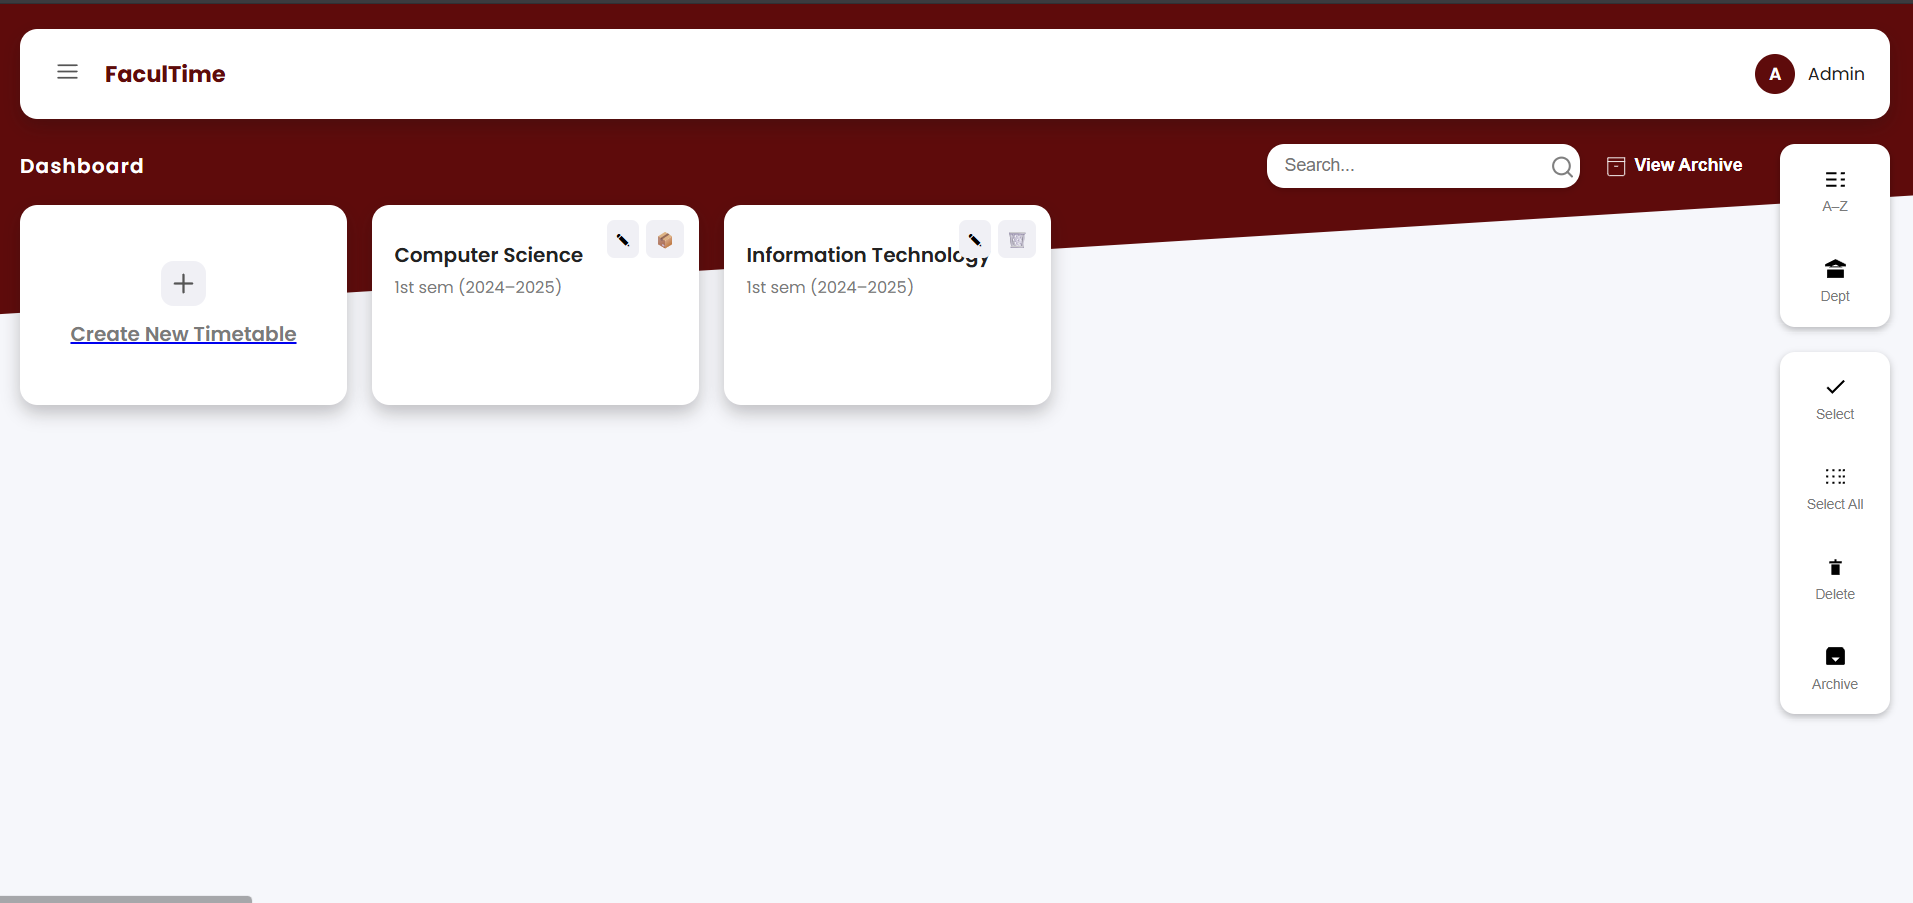 FaculTime
A Admin
Dashboard
Search...
View Archive
A–Z
Dept
Create New Timetable
Computer Science
1st sem (2024–2025)
Information Technology
1st sem (2024–2025)
Select
Select All
Delete
Archive